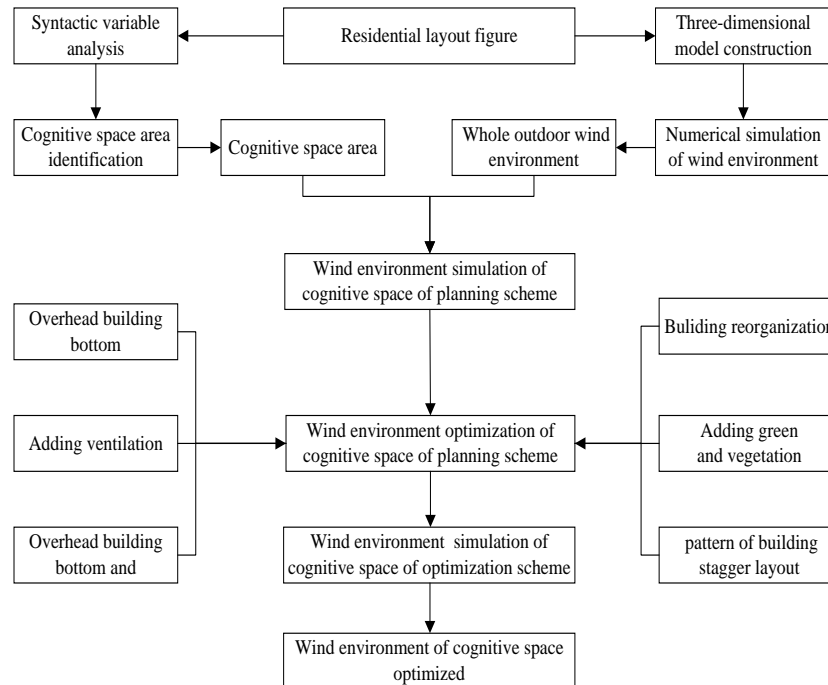 Syntactic variable
analysis
Residential layout figure
Three-dimensional
model construction
Cognitive space area
identification
Cognitive space area
Whole outdoor wind
environment
Numerical simulation
of wind environment
Wind environment simulation of
cognitive space of planning scheme
Overhead building
bottom
Buliding reorganization
Adding ventilation
Wind environment optimization of
cognitive space of planning scheme
Adding green
and vegetation
Overhead building
bottom and
Wind environment simulation of
cognitive space of optimization scheme
pattern of building
stagger layout
Wind environment of cognitive space
optimized